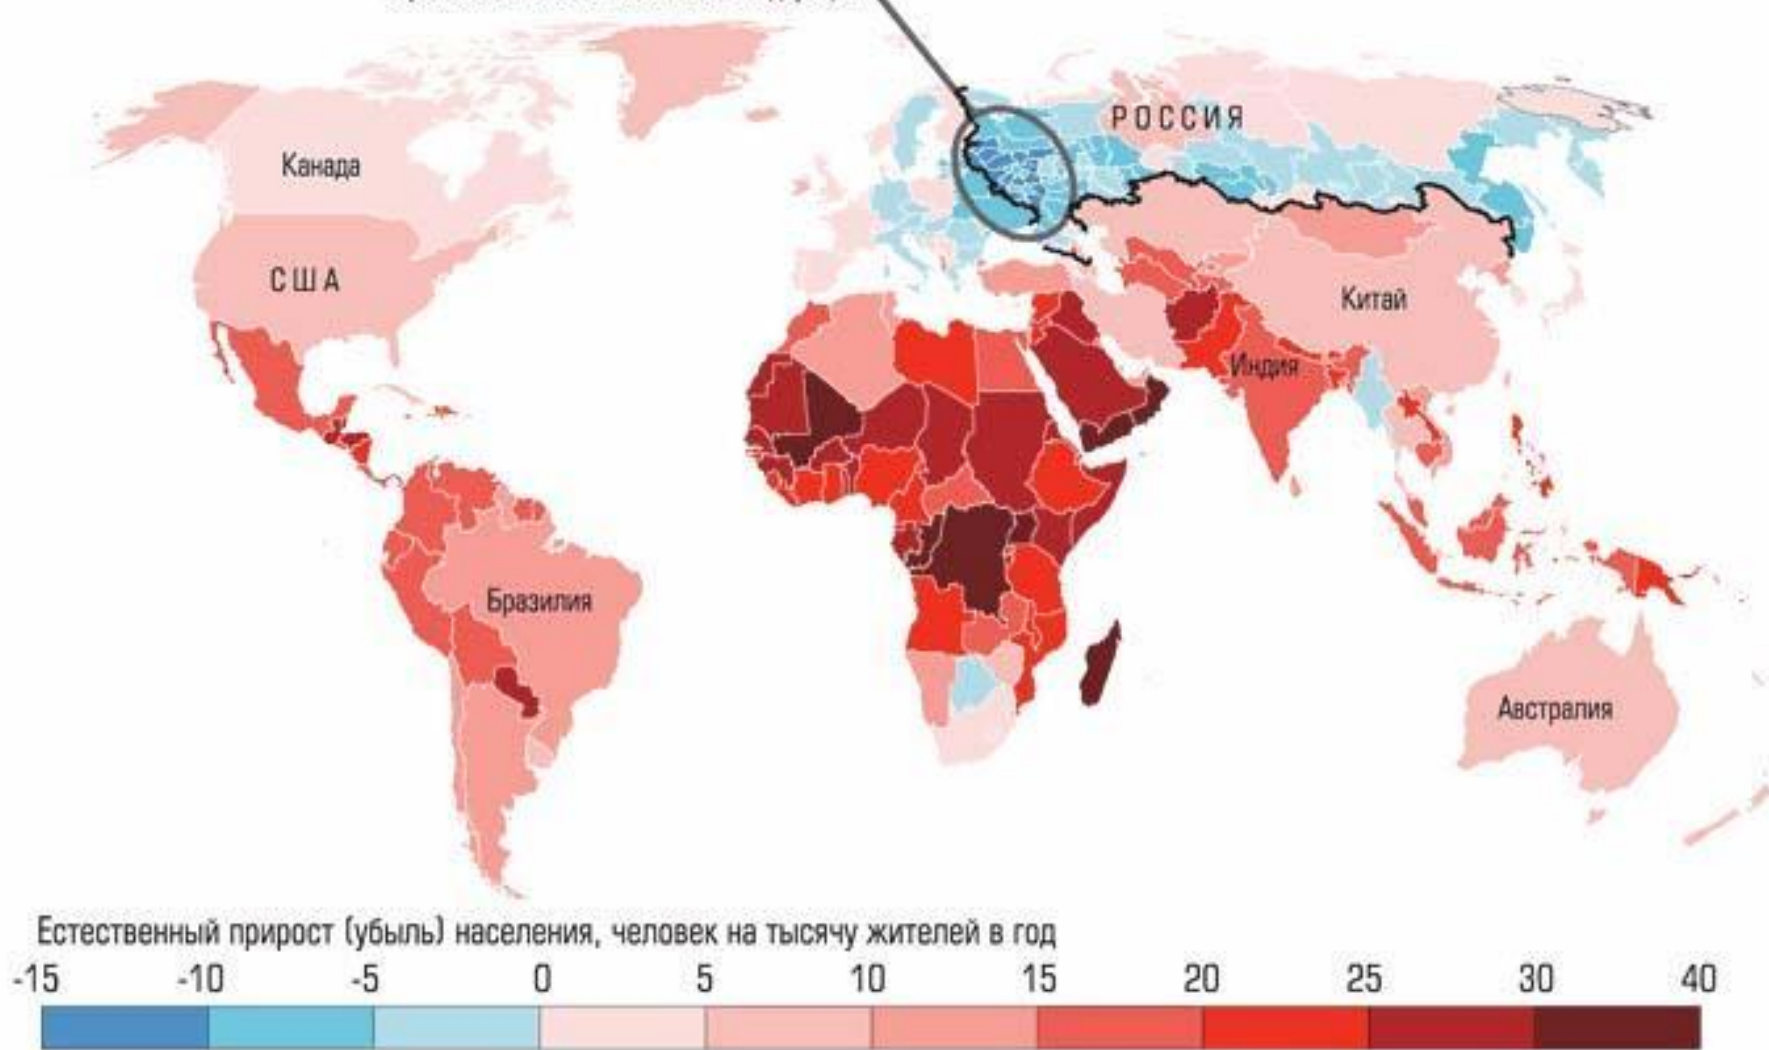 РОССИЯ
Канада
США
Китай
Индия
Бразилия
Австралия
Естественный прирост (убыль) населения, человек на тысячу жителей в год
-15 -10 -5 0 5 10 15 20 25 30 40